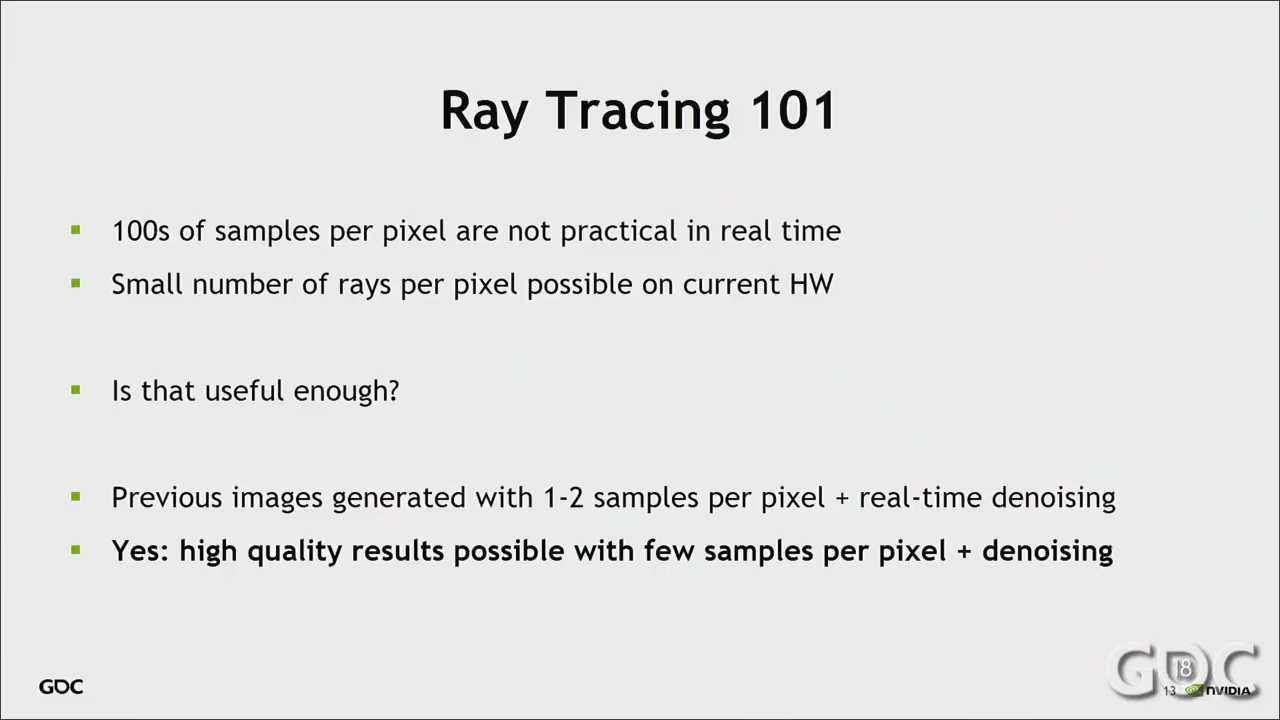 Ray Tracing 101
100s of samples per pixel are not practical in real time
Small number of rays per pixel possible on current HW
Is that useful enough?
Previous images generated with 1-2 samples per pixel + real-time denoising
Yes: high quality results possible with few samples per pixel + denoising
GDC
GDC 18
13 NVIDIA